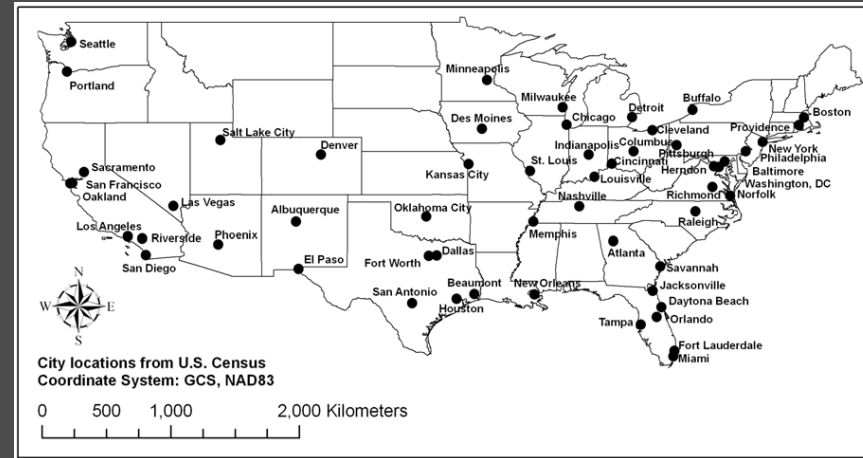 Seattle
Portland
Minneapolis
Milwaukee
Buffalo
Detroit
Boston
Des Moines
Chicago
Cleveland
Providence
Salt Lake City
Denver
Indianapolis
Columbus
Pittsburgh
New York
Philadelphia
Sacramento
San Francisco
Oakland
Kansas City
St. Louis
Cincinnati
Herndon
Baltimore
Washington, DC
Louisville
Las Vegas
Albuquerque
Oklahoma City
Nashville
Richmond
Norfolk
Raleigh
Los Angeles
Riverside
Phoenix
Memphis
San Diego
El Paso
Fort Worth
Dallas
Atlanta
Savannah
San Antonio
Beaumont
Houston
New Orleans
Jacksonville
Daytona Beach
Orlando
Tampa
Fort Lauderdale
Miami
N
W
E
S
City locations from U.S. Census
Coordinate System: GCS, NAD83
0 500 1,000 2,000 Kilometers